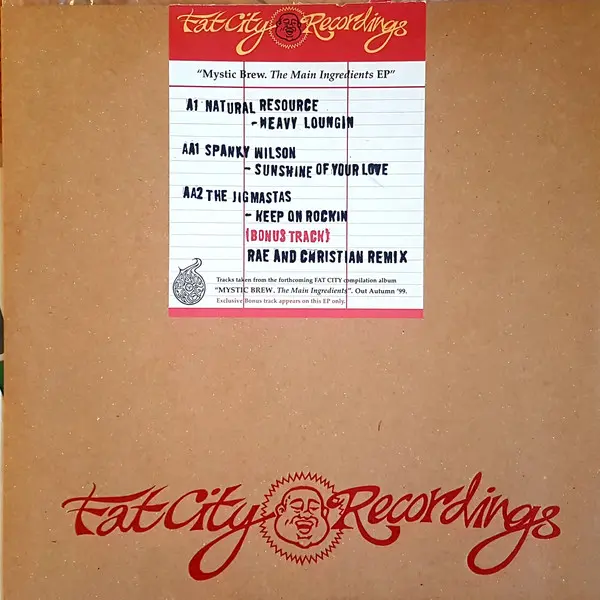 Fat City Recordings
"Mystic Brew. The Main Ingredients EP"
A1 NATURAL RESOURCE
- HEAVY LOUNGIN
AA1 SPANKY WILSON
- SUNSHINE OF YOUR LOVE
AA2 THE JIGMASTAS
- KEEP ON ROCKIN
(BONUS TRACK)
RAE AND CHRISTIAN REMIX
Tracks taken from the forthcoming FAT CITY compilation album
"MYSTIC BREW. The Main Ingredients". Out Autumn '99.
Exclusive Bonus track appears on this EP only.
Fat City Recordings